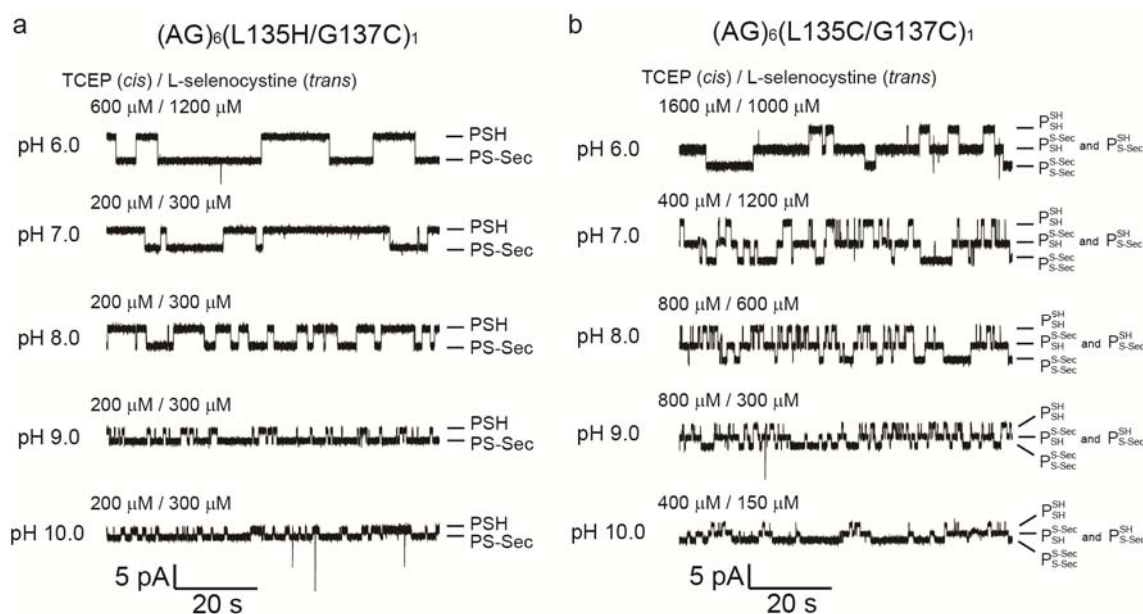 a
(AG)6(L135H/G137C)1
TCEP (cis) / L-selenocystine (trans)
600 μM / 1200 μM
pH 6.0
PSH
PS-Sec
200 μM / 300 μM
pH 7.0
PSH
PS-Sec
200 μM / 300 μM
pH 8.0
PSH
PS-Sec
200 μM / 300 μM
pH 9.0
PSH
PS-Sec
200 μM / 300 μM
pH 10.0
PSH
PS-Sec
5 pA
20 s
b
(AG)6(L135C/G137C)1
TCEP (cis) / L-selenocystine (trans)
1600 μM / 1000 μM
pH 6.0
P SH SH
P S-Sec SH and P SH S-Sec
P S-Sec S-Sec
400 μM / 1200 μM
pH 7.0
P SH SH
P S-Sec SH and P SH S-Sec
P S-Sec S-Sec
800 μM / 600 μM
pH 8.0
P SH SH
P S-Sec SH and P SH S-Sec
P S-Sec S-Sec
800 μM / 300 μM
pH 9.0
P SH SH
P S-Sec SH and P SH S-Sec
P S-Sec S-Sec
400 μM / 150 μM
pH 10.0
P SH SH
P S-Sec SH and P SH S-Sec
P S-Sec S-Sec
5 pA
20 s